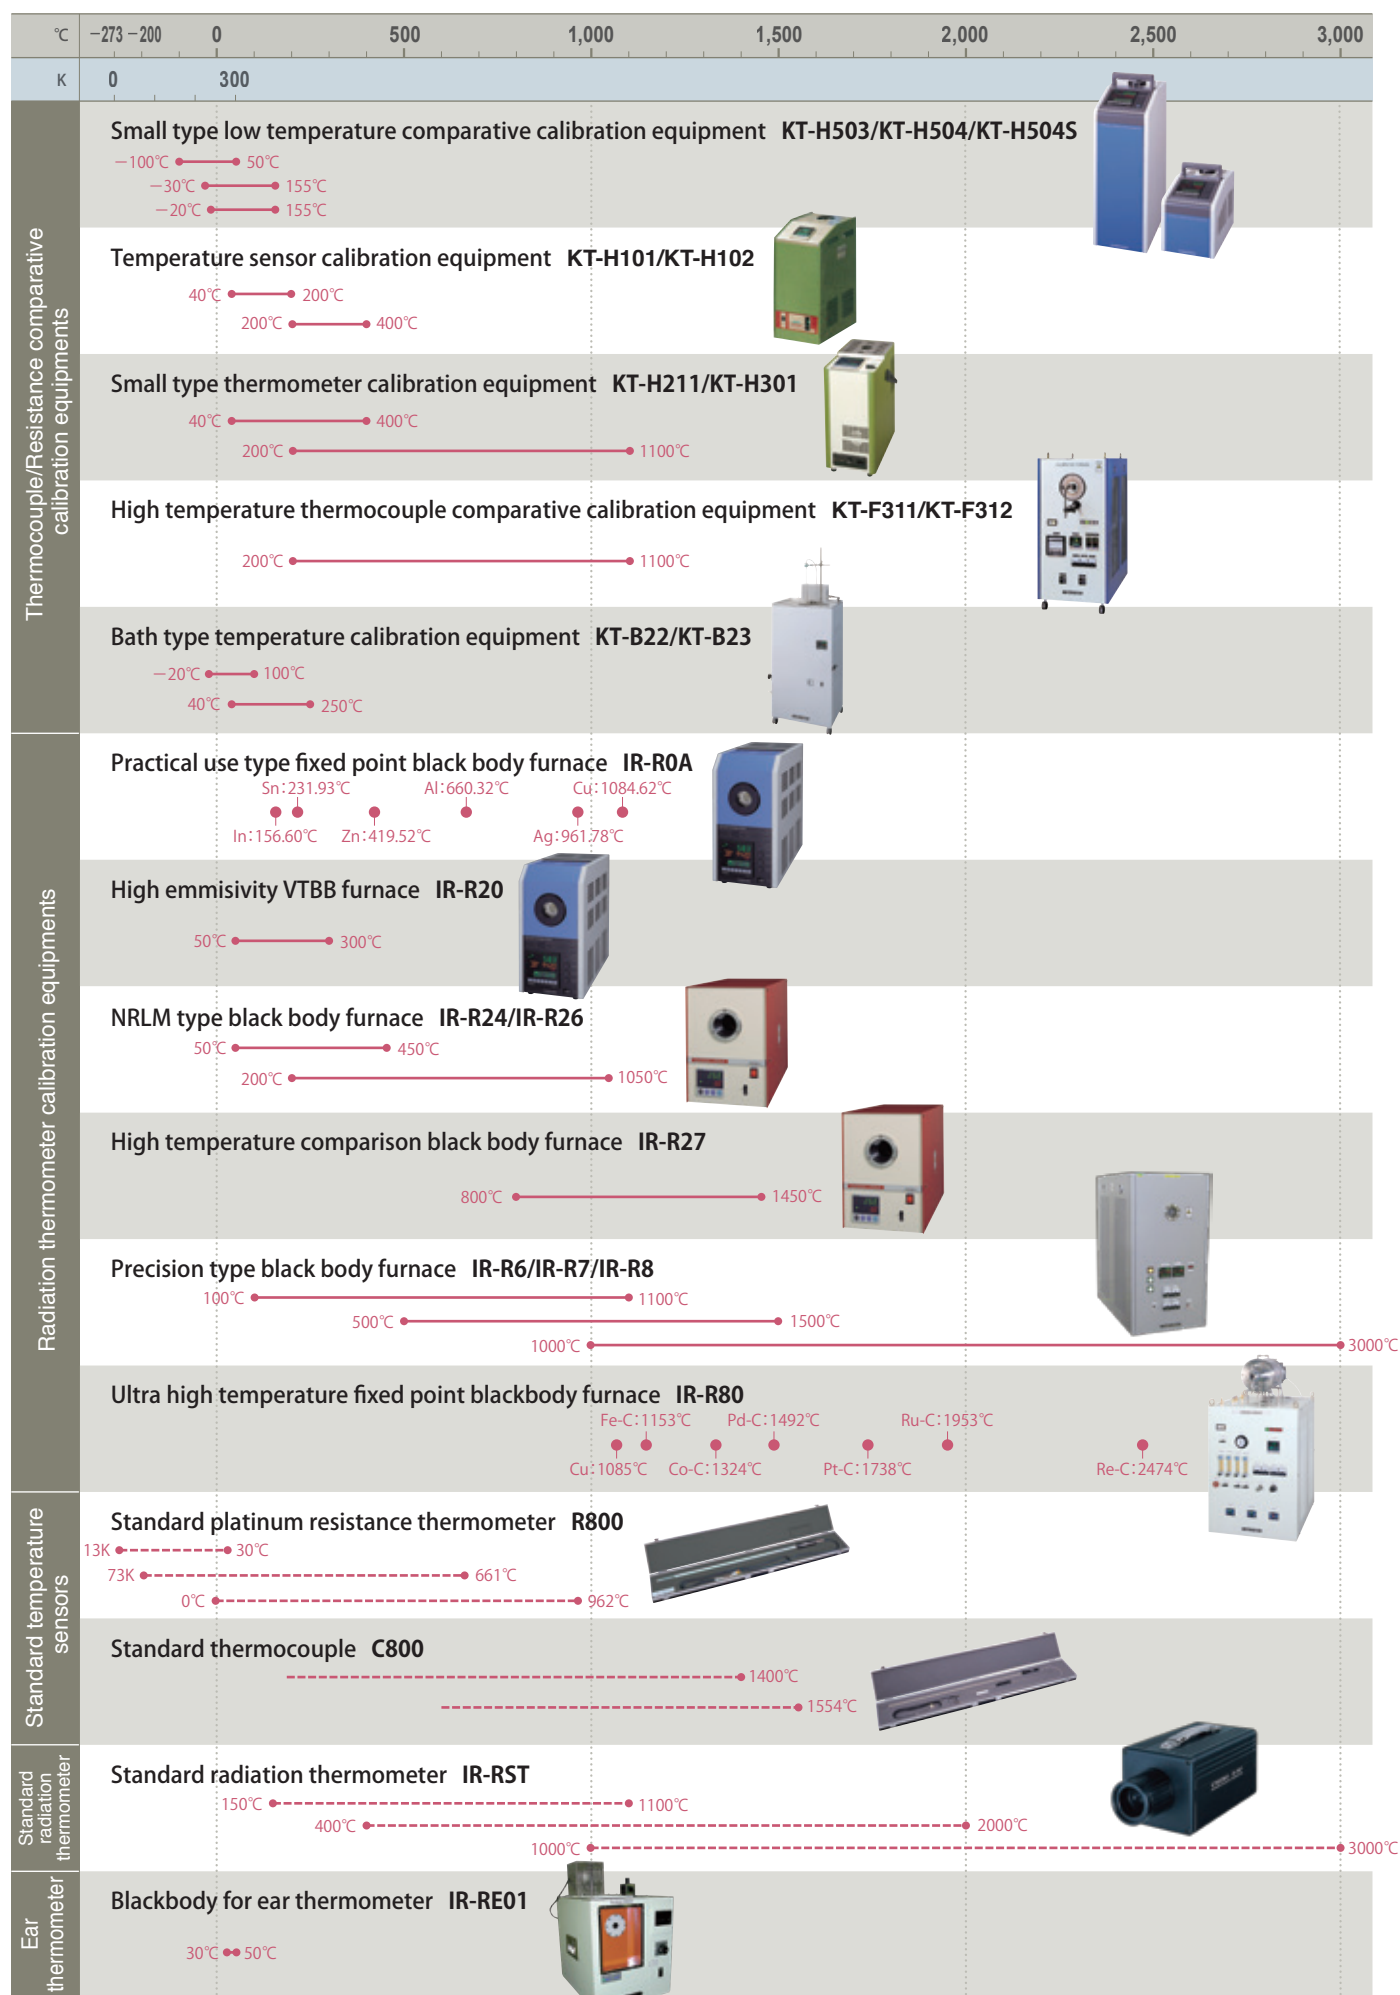 ℃ －273 －200 0 500 1,000 1,500 2,000 2,500 3,000
K 0 300
Thermocouple/Resistance comparative
calibration equipments
Small type low temperature comparative calibration equipment KT-H503/KT-H504/KT-H504S
－100℃ 50℃
－30℃ 155℃
－20℃ 155℃
Temperature sensor calibration equipment KT-H101/KT-H102
40℃ 200℃
200℃ 400℃
Small type thermometer calibration equipment KT-H211/KT-H301
40℃ 400℃
200℃ 1100℃
High temperature thermocouple comparative calibration equipment KT-F311/KT-F312
200℃ 1100℃
Bath type temperature calibration equipment KT-B22/KT-B23
－20℃ 100℃
40℃ 250℃
Radiation thermometer calibration equipments
Practical use type fixed point black body furnace IR-R0A
Sn:231.93℃ Al:660.32℃ Cu:1084.62℃
In:156.60℃ Zn:419.52℃ Ag:961.78℃
High emmisivity VTBB furnace IR-R20
50℃ 300℃
NRLM type black body furnace IR-R24/IR-R26
50℃ 450℃
200℃ 1050℃
High temperature comparison black body furnace IR-R27
800℃ 1450℃
Precision type black body furnace IR-R6/IR-R7/IR-R8
100℃ 1100℃
500℃ 1500℃
1000℃ 3000℃
Ultra high temperature fixed point blackbody furnace IR-R80
Fe-C:1153℃ Pd-C:1492℃ Ru-C:1953℃
Cu:1085℃ Co-C:1324℃ Pt-C:1738℃ Re-C:2474℃
Standard temperature
sensors
Standard platinum resistance thermometer R800
13K 30℃
73K 661℃
0℃ 962℃
Standard thermocouple C800
1400℃
1554℃
Standard
radiation
thermometer
Standard radiation thermometer IR-RST
150℃ 1100℃
400℃ 2000℃
1000℃ 3000℃
Ear
thermometer
Blackbody for ear thermometer IR-RE01
30℃ 50℃